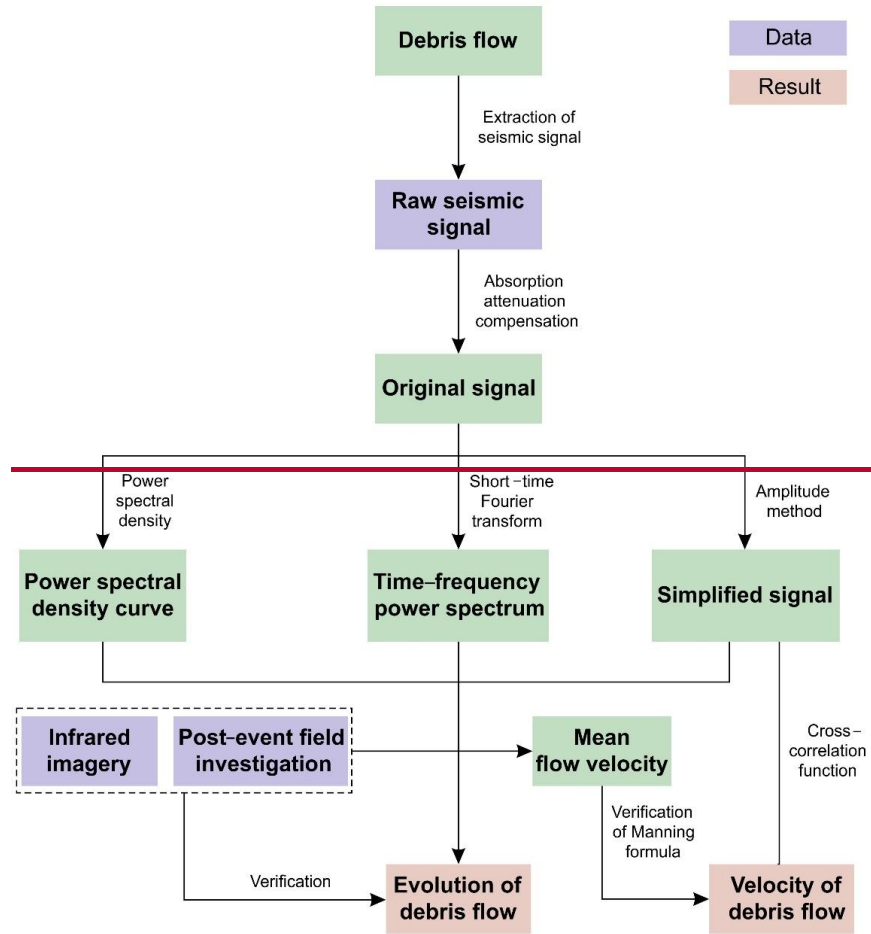 Debris flow
Data
Result
Extraction of
seismic signal
Raw seismic
signal
Absorption
attenuation
compensation
Original signal
Power
spectral
density
Short–time
Fourier
transform
Amplitude
method
Power spectral
density curve
Time–frequency
power spectrum
Simplified signal
Infrared
imagery
Post–event field
investigation
Mean
flow velocity
Cross–
correlation
function
Verification
of Manning
formula
Verification
Evolution of
debris flow
Velocity of
debris flow